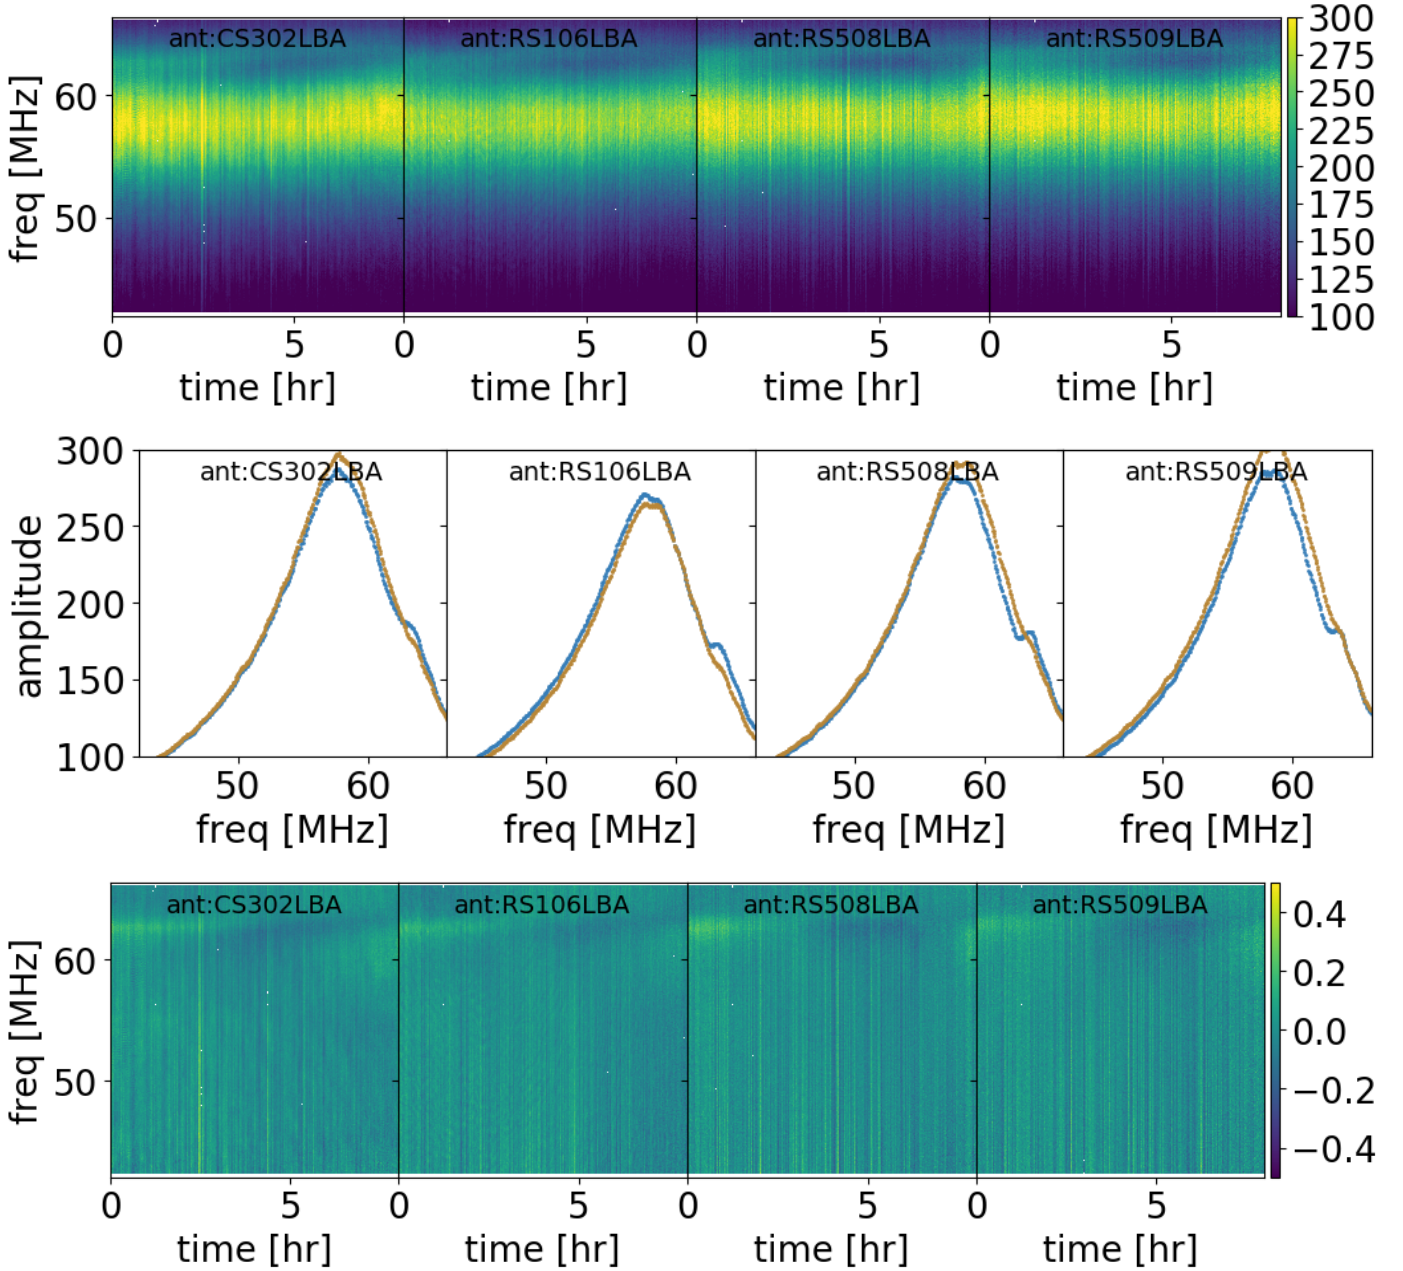 ant:CS302LBA ant:RS106LBA ant:RS508LBA ant:RS509LBA
freq [MHz]
60
50
300
275
250
225
200
175
150
125
100
0 5 0 5 0 5 0 5
time [hr] time [hr] time [hr] time [hr]
ant:CS302LBA ant:RS106LBA ant:RS508LBA ant:RS509LBA
amplitude
300
250
200
150
100
50 60 50 60 50 60 50 60
freq [MHz] freq [MHz] freq [MHz] freq [MHz]
ant:CS302LBA ant:RS106LBA ant:RS508LBA ant:RS509LBA
freq [MHz]
60
50
0.4
0.2
0.0
−0.2
−0.4
0 5 0 5 0 5 0 5
time [hr] time [hr] time [hr] time [hr]